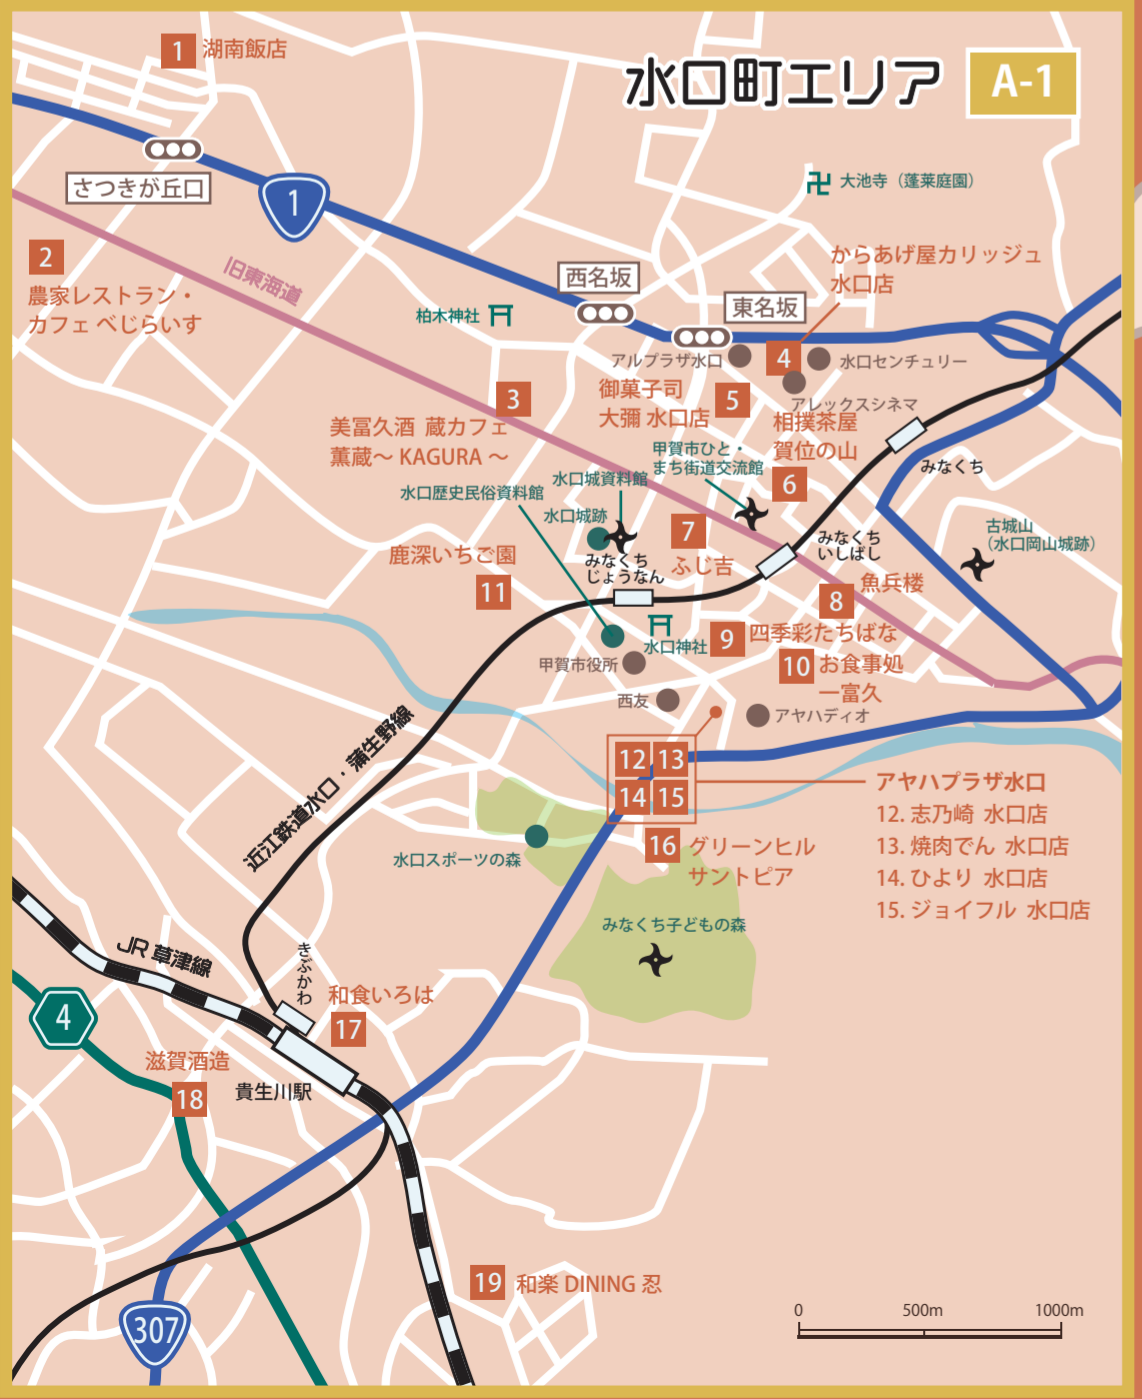 水口町エリア
A-1
1 湖南飯店
さつきが丘口
1
大池寺（蓬莱庭園）
2
農家レストラン・
カフェ べじらいす
旧東海道
からあげ屋カリッジュ
水口店
西名坂
東名坂
柏木神社
アルプラザ水口
4
水口センチュリー
アレックスシネマ
3
美冨久酒 蔵カフェ
薫蔵～ KAGURA ～
御菓子司
大彌 水口店
5
相撲茶屋
賀位の山
6
甲賀市ひと・
まち街道交流館
みなくち
水口城資料館
水口歴史民俗資料館
水口城跡
古城山
（水口岡山城跡）
7
ふじ吉
みなくち
いしばし
鹿深いちご園
11
みなくち
じょうなん
8
魚兵楼
水口神社
9 四季彩たちばな
甲賀市役所
10 お食事処
一富久
西友
アヤハディオ
近江鉄道水口・蒲生野線
12 13
14 15
アヤハプラザ水口
12. 志乃崎 水口店
13. 焼肉でん 水口店
14. ひより 水口店
15. ジョイフル 水口店
16 グリーンヒル
サントピア
水口スポーツの森
みなくち子どもの森
JR 草津線
きぶかわ
4
和食いろは
17
滋賀酒造
18
貴生川駅
19 和楽 DINING 忍
307
0 500m 1000m